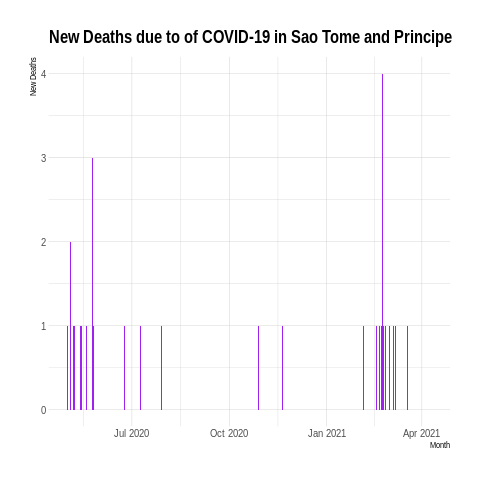 New Deaths due to of COVID-19 in Sao Tome and Principe
New Deaths
4
3
2
1
0
Jul 2020 Oct 2020 Jan 2021 Apr 2021
Month